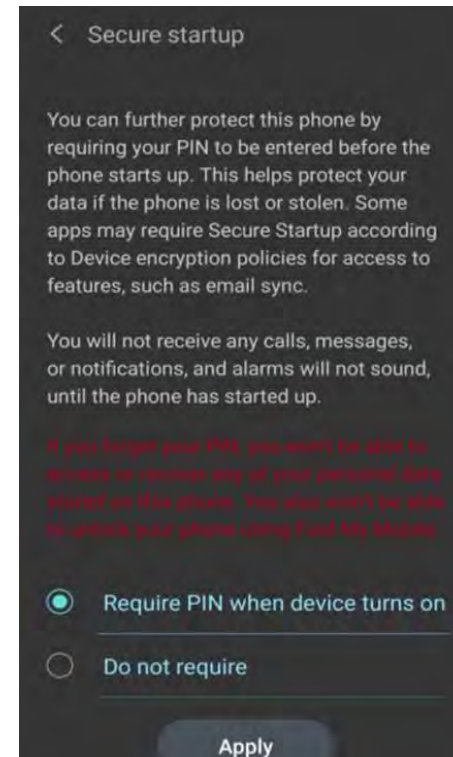 Secure startup
You can further protect this phone by
requiring your PIN to be entered before the
phone starts up. This helps protect your
data if the phone is lost or stolen. Some
apps may require Secure Startup according
to Device encryption policies for access to
features, such as email sync.
You will not receive any calls, messages,
or notifications, and alarms will not sound,
until the phone has started up.
If you forget your PIN, you won't be able to
access or recover any of your personal data
stored on this phone. You also won't be able
to unlock your phone using Find My Mobile.
Require PIN when device turns on
Do not require
Apply